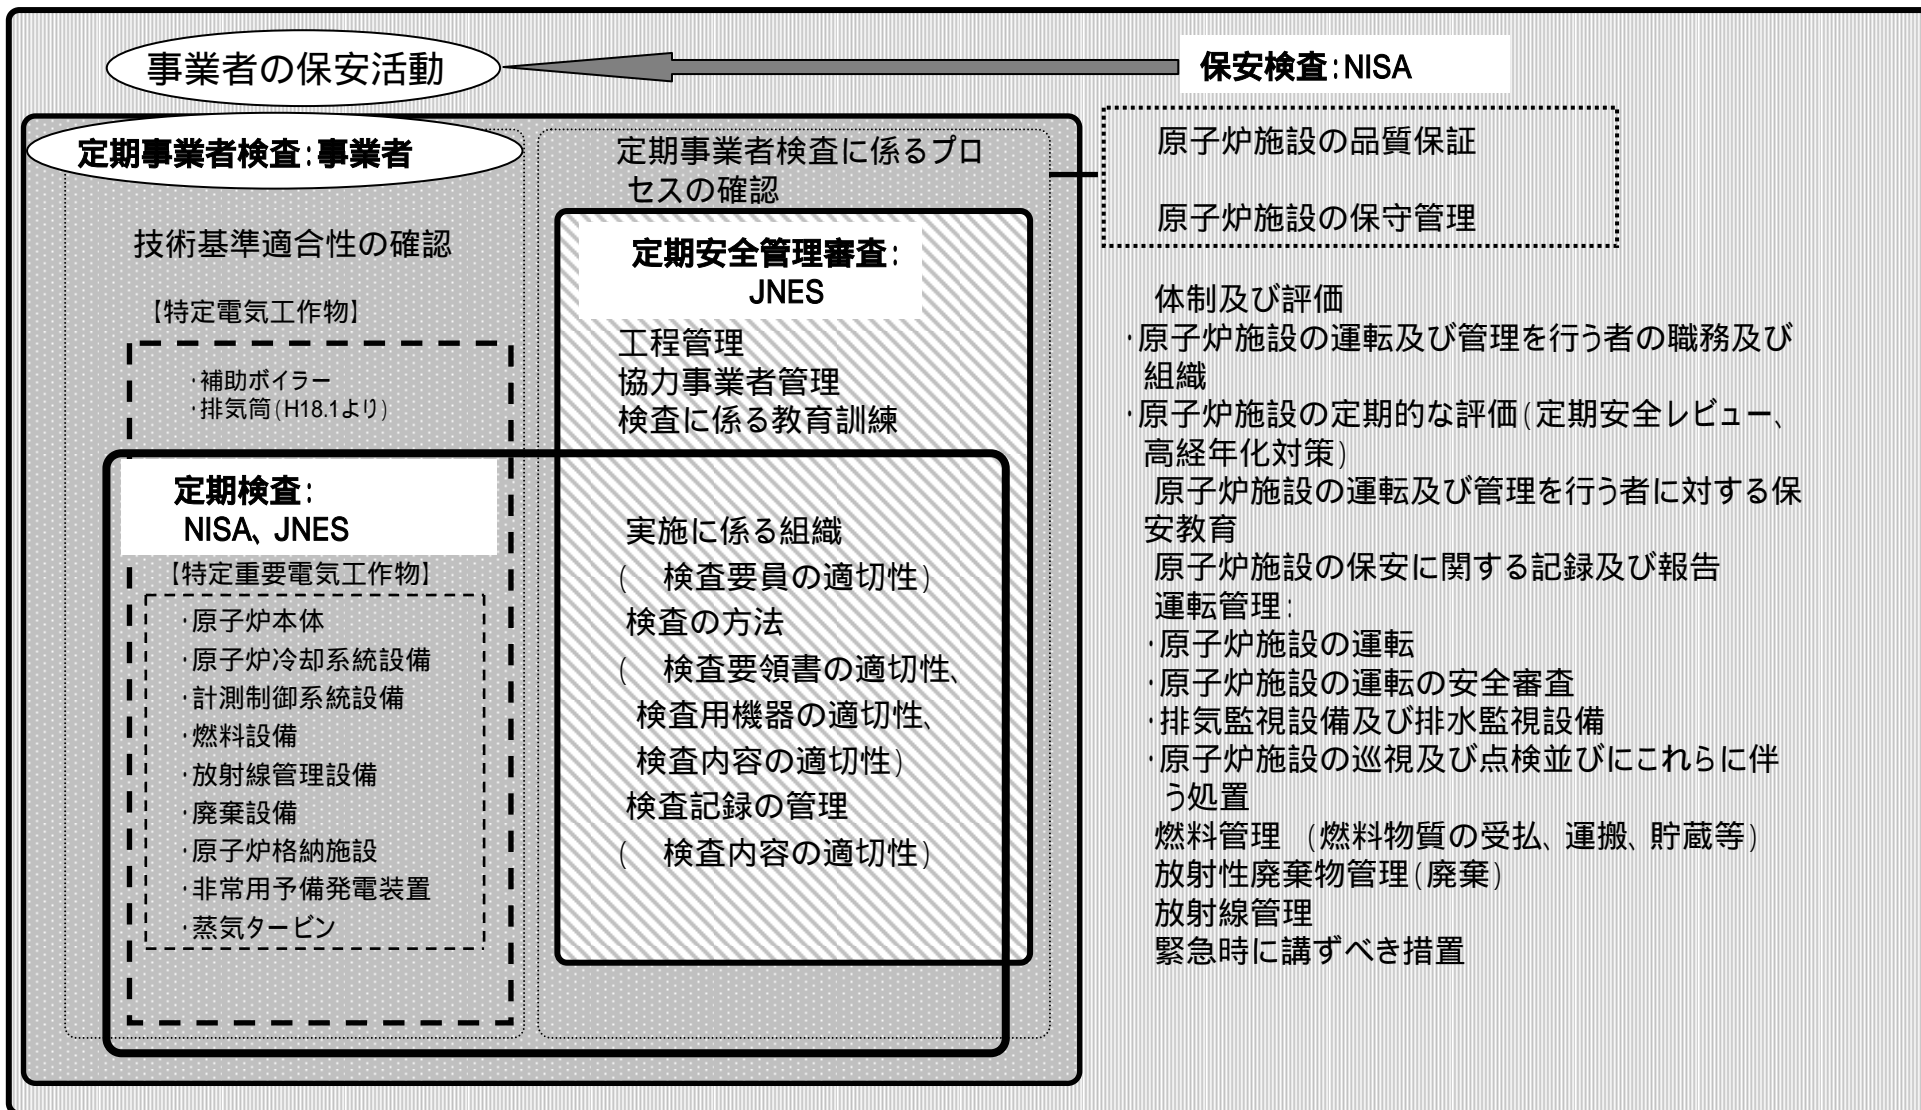 事業者の保安活動
保安検査:NISA
定期事業者検査:事業者
技術基準適合性の確認
【特定電気工作物】
・補助ボイラー
・排気筒(H18.1より)
定期検査:
NISA、JNES
【特定重要電気工作物】
・原子炉本体
・原子炉冷却系統設備
・計測制御系統設備
・燃料設備
・放射線管理設備
・廃棄設備
・原子炉格納施設
・非常用予備発電装置
・蒸気タービン
定期事業者検査に係るプロ
セスの確認
定期安全管理審査:
JNES
工程管理
協力事業者管理
検査に係る教育訓練
実施に係る組織
( 検査要員の適切性)
検査の方法
( 検査要領書の適切性、
検査用機器の適切性、
検査内容の適切性)
検査記録の管理
( 検査内容の適切性)
原子炉施設の品質保証
原子炉施設の保守管理
体制及び評価
・原子炉施設の運転及び管理を行う者の職務及び
組織
・原子炉施設の定期的な評価(定期安全レビュー、
高経年化対策)
原子炉施設の運転及び管理を行う者に対する保
安教育
原子炉施設の保安に関する記録及び報告
運転管理:
・原子炉施設の運転
・原子炉施設の運転の安全審査
・排気監視設備及び排水監視設備
・原子炉施設の巡視及び点検並びにこれらに伴
う処置
燃料管理 (燃料物質の受払、運搬、貯蔵等)
放射性廃棄物管理(廃棄)
放射線管理
緊急時に講ずべき措置